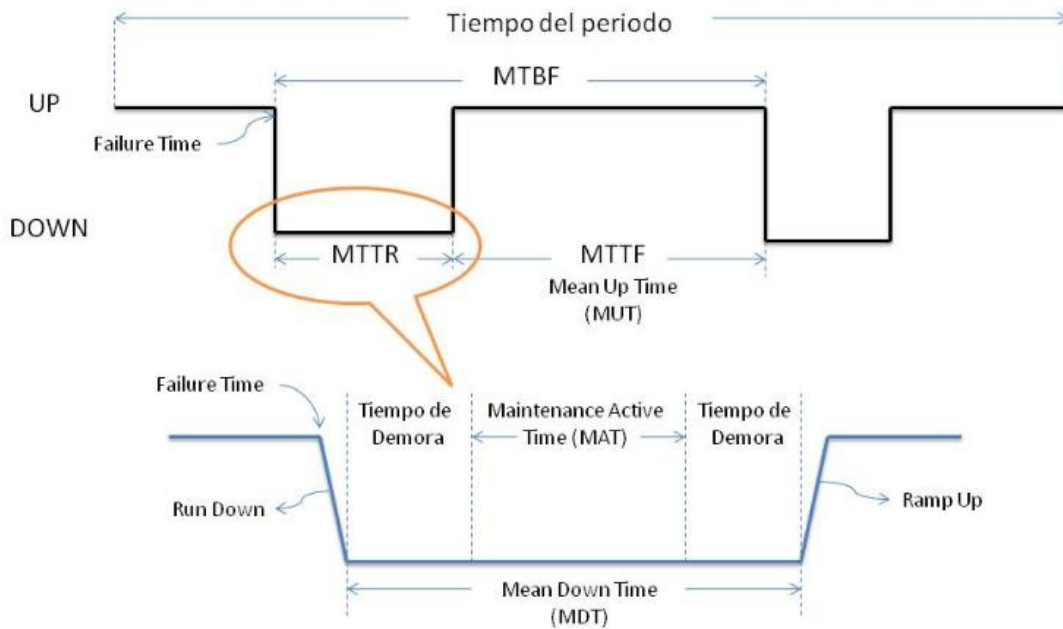 Tiempo del periodo
MTBF
UP
Failure Time
DOWN
MTTR
MTTF
Mean Up Time
(MUT)
Failure Time
Tiempo de
Demora
Maintenance Active
Time (MAT)
Tiempo de
Demora
Run Down
Ramp Up
Mean Down Time
(MDT)